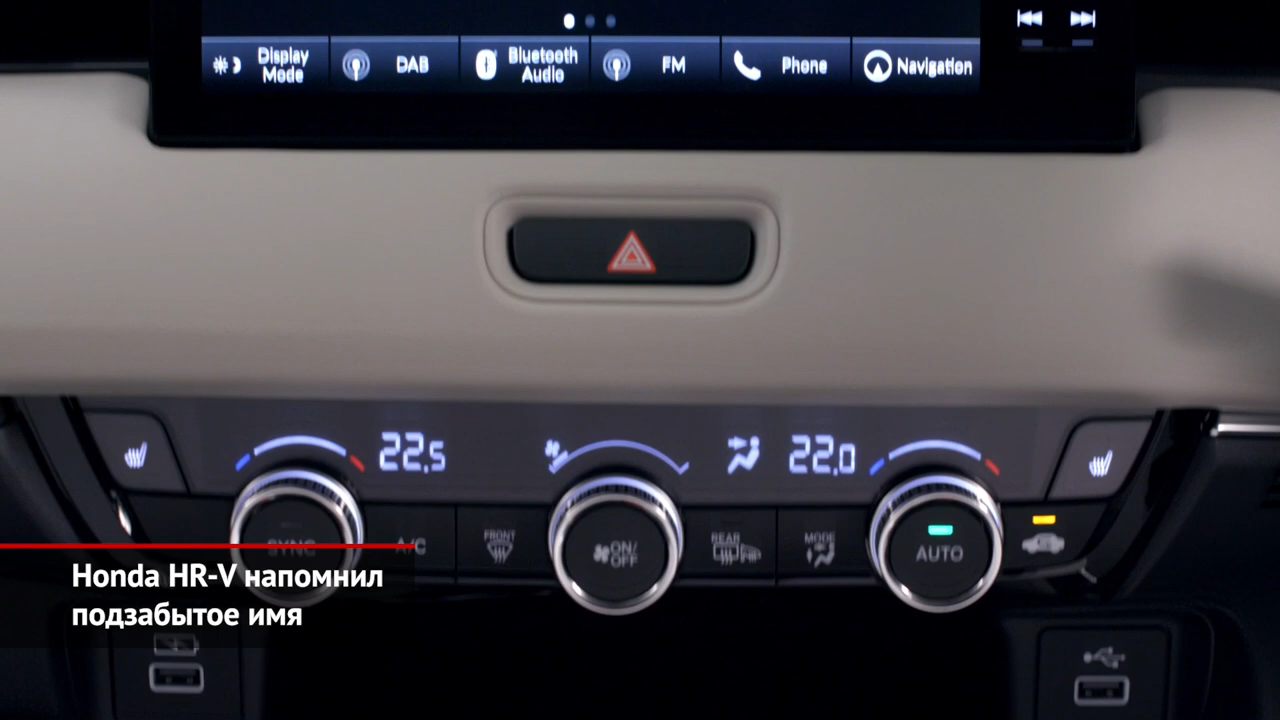 Display
Mode
DAB
Bluetooth
Audio
FM
Phone
Navigation
22.5
22.0
SYNC
A/C
FRONT
ON/
OFF
REAR
MODE
AUTO
Honda HR-V напомнил
подзабытое имя